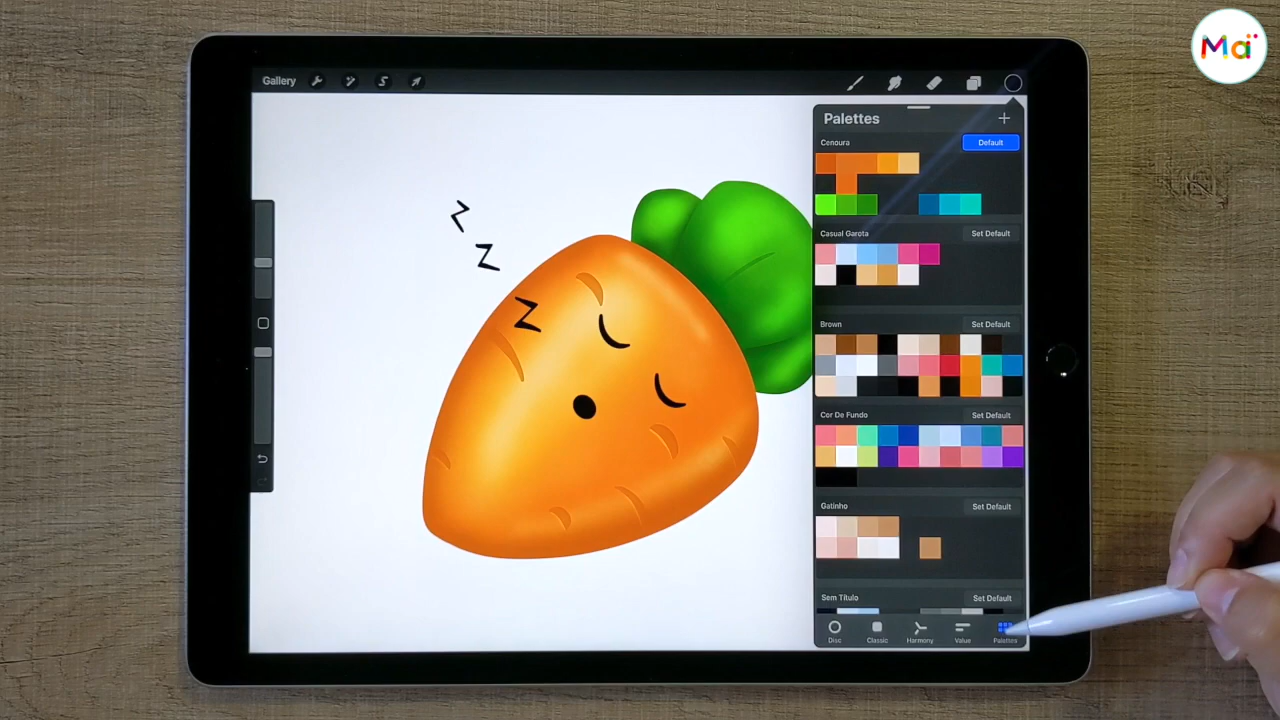 Maï
Gallery
Palettes
Cenoura
Default
Casual Garota
Set Default
Brown
Set Default
Cor De Fundo
Set Default
Gatinho
Set Default
Sem Título
Set Default
Disc
Classic
Harmony
Value
Palettes
Z
Z
Z